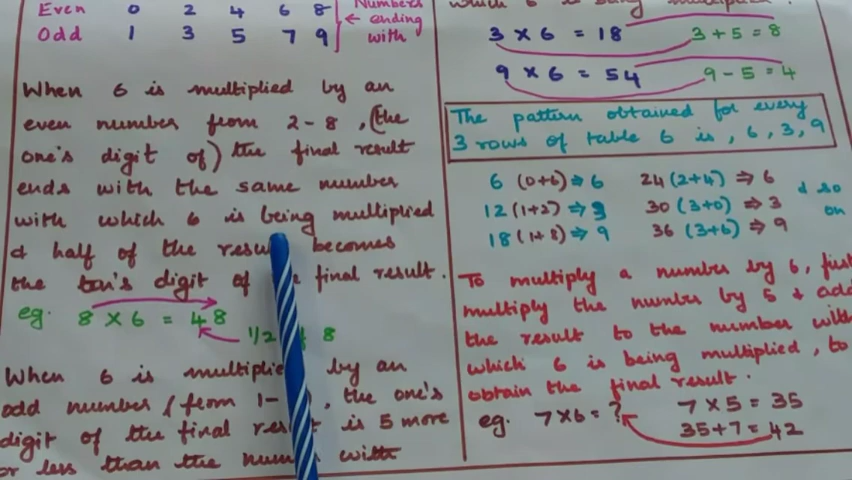 Even 0 2 4 6 8
Odd 1 3 5 7 9
Numbers
← ending
with
When 6 is multiplied by an
even number from 2-8, (the
one's digit of) the final result
ends with the same number
with which 6 is being multiplied
& half of the result becomes
the ten's digit of final result.
eg. 8 × 6 = 48
1/2 of 8
When 6 is multiplied by an
odd number (from 1- , the one's
digit of the final result is 5 more
or less than the number with
which 6 is being multiplied.
3 × 6 = 18 3 + 5 = 8
9 × 6 = 54 9 - 5 = 4
The pattern obtained for every
3 rows of table 6 is, 6, 3, 9
6 (0+6) ⇒ 6 24 (2+4) ⇒ 6
12 (1+2) ⇒ 3 30 (3+0) ⇒ 3
18 (1+8) ⇒ 9 36 (3+6) ⇒ 9
& so
on
To multiply a number by 6, first
multiply the number by 5 & add
the result to the number with
which 6 is being multiplied, to
obtain the final result.
eg. 7 × 6 = ? 7 × 5 = 35
35 + 7 = 42